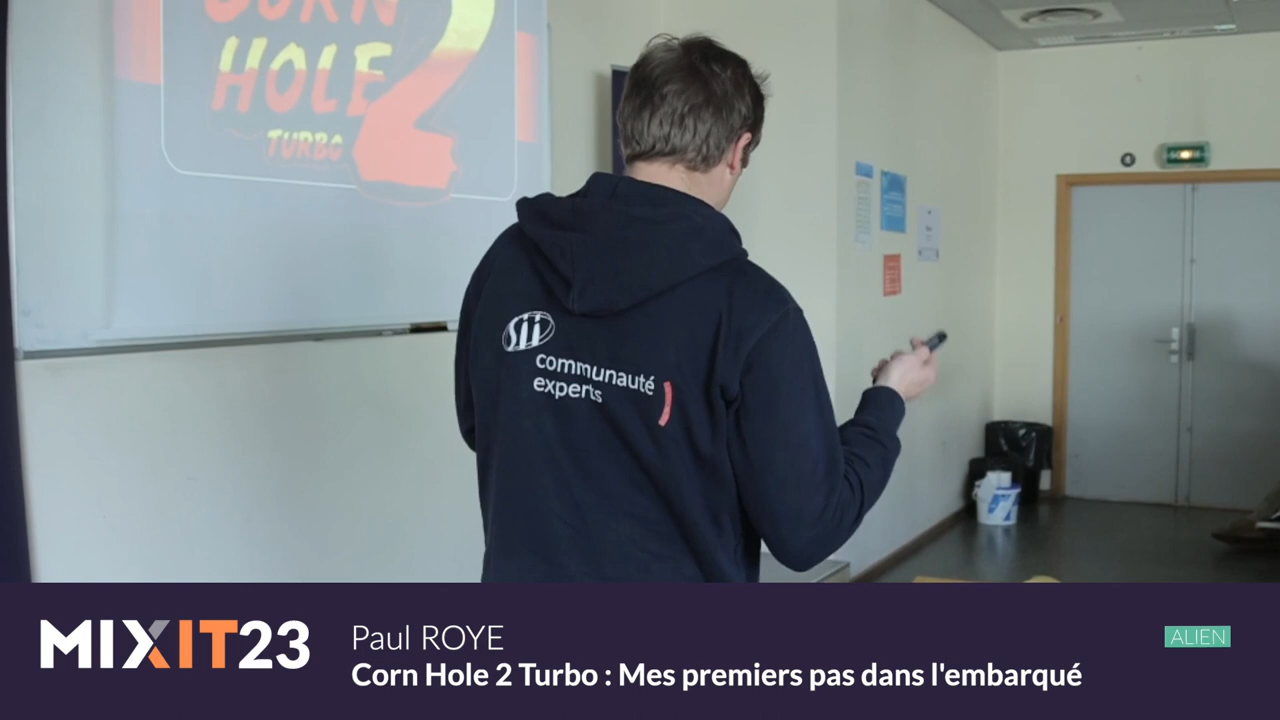 CORN
HOLE 2
TURBO
sii
communauté
experts
MIXIT23
Paul ROYE
ALIEN
Corn Hole 2 Turbo : Mes premiers pas dans l'embarqué